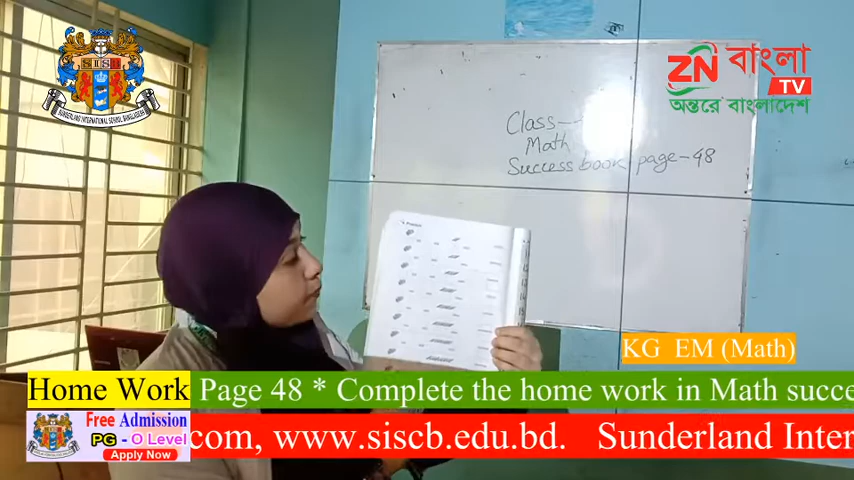 SISB
SUNDERLAND INTERNATIONAL SCHOOL BANGLADESH
ZN বাংলা
TV
অন্তরে বাংলাদেশ
Class
Math
Success book page-48
KG EM (Math)
Home Work
Page 48 * Complete the home work in Math succe
Free Admission
PG - O Level
Apply Now
com, www.siscb.edu.bd. Sunderland Inter